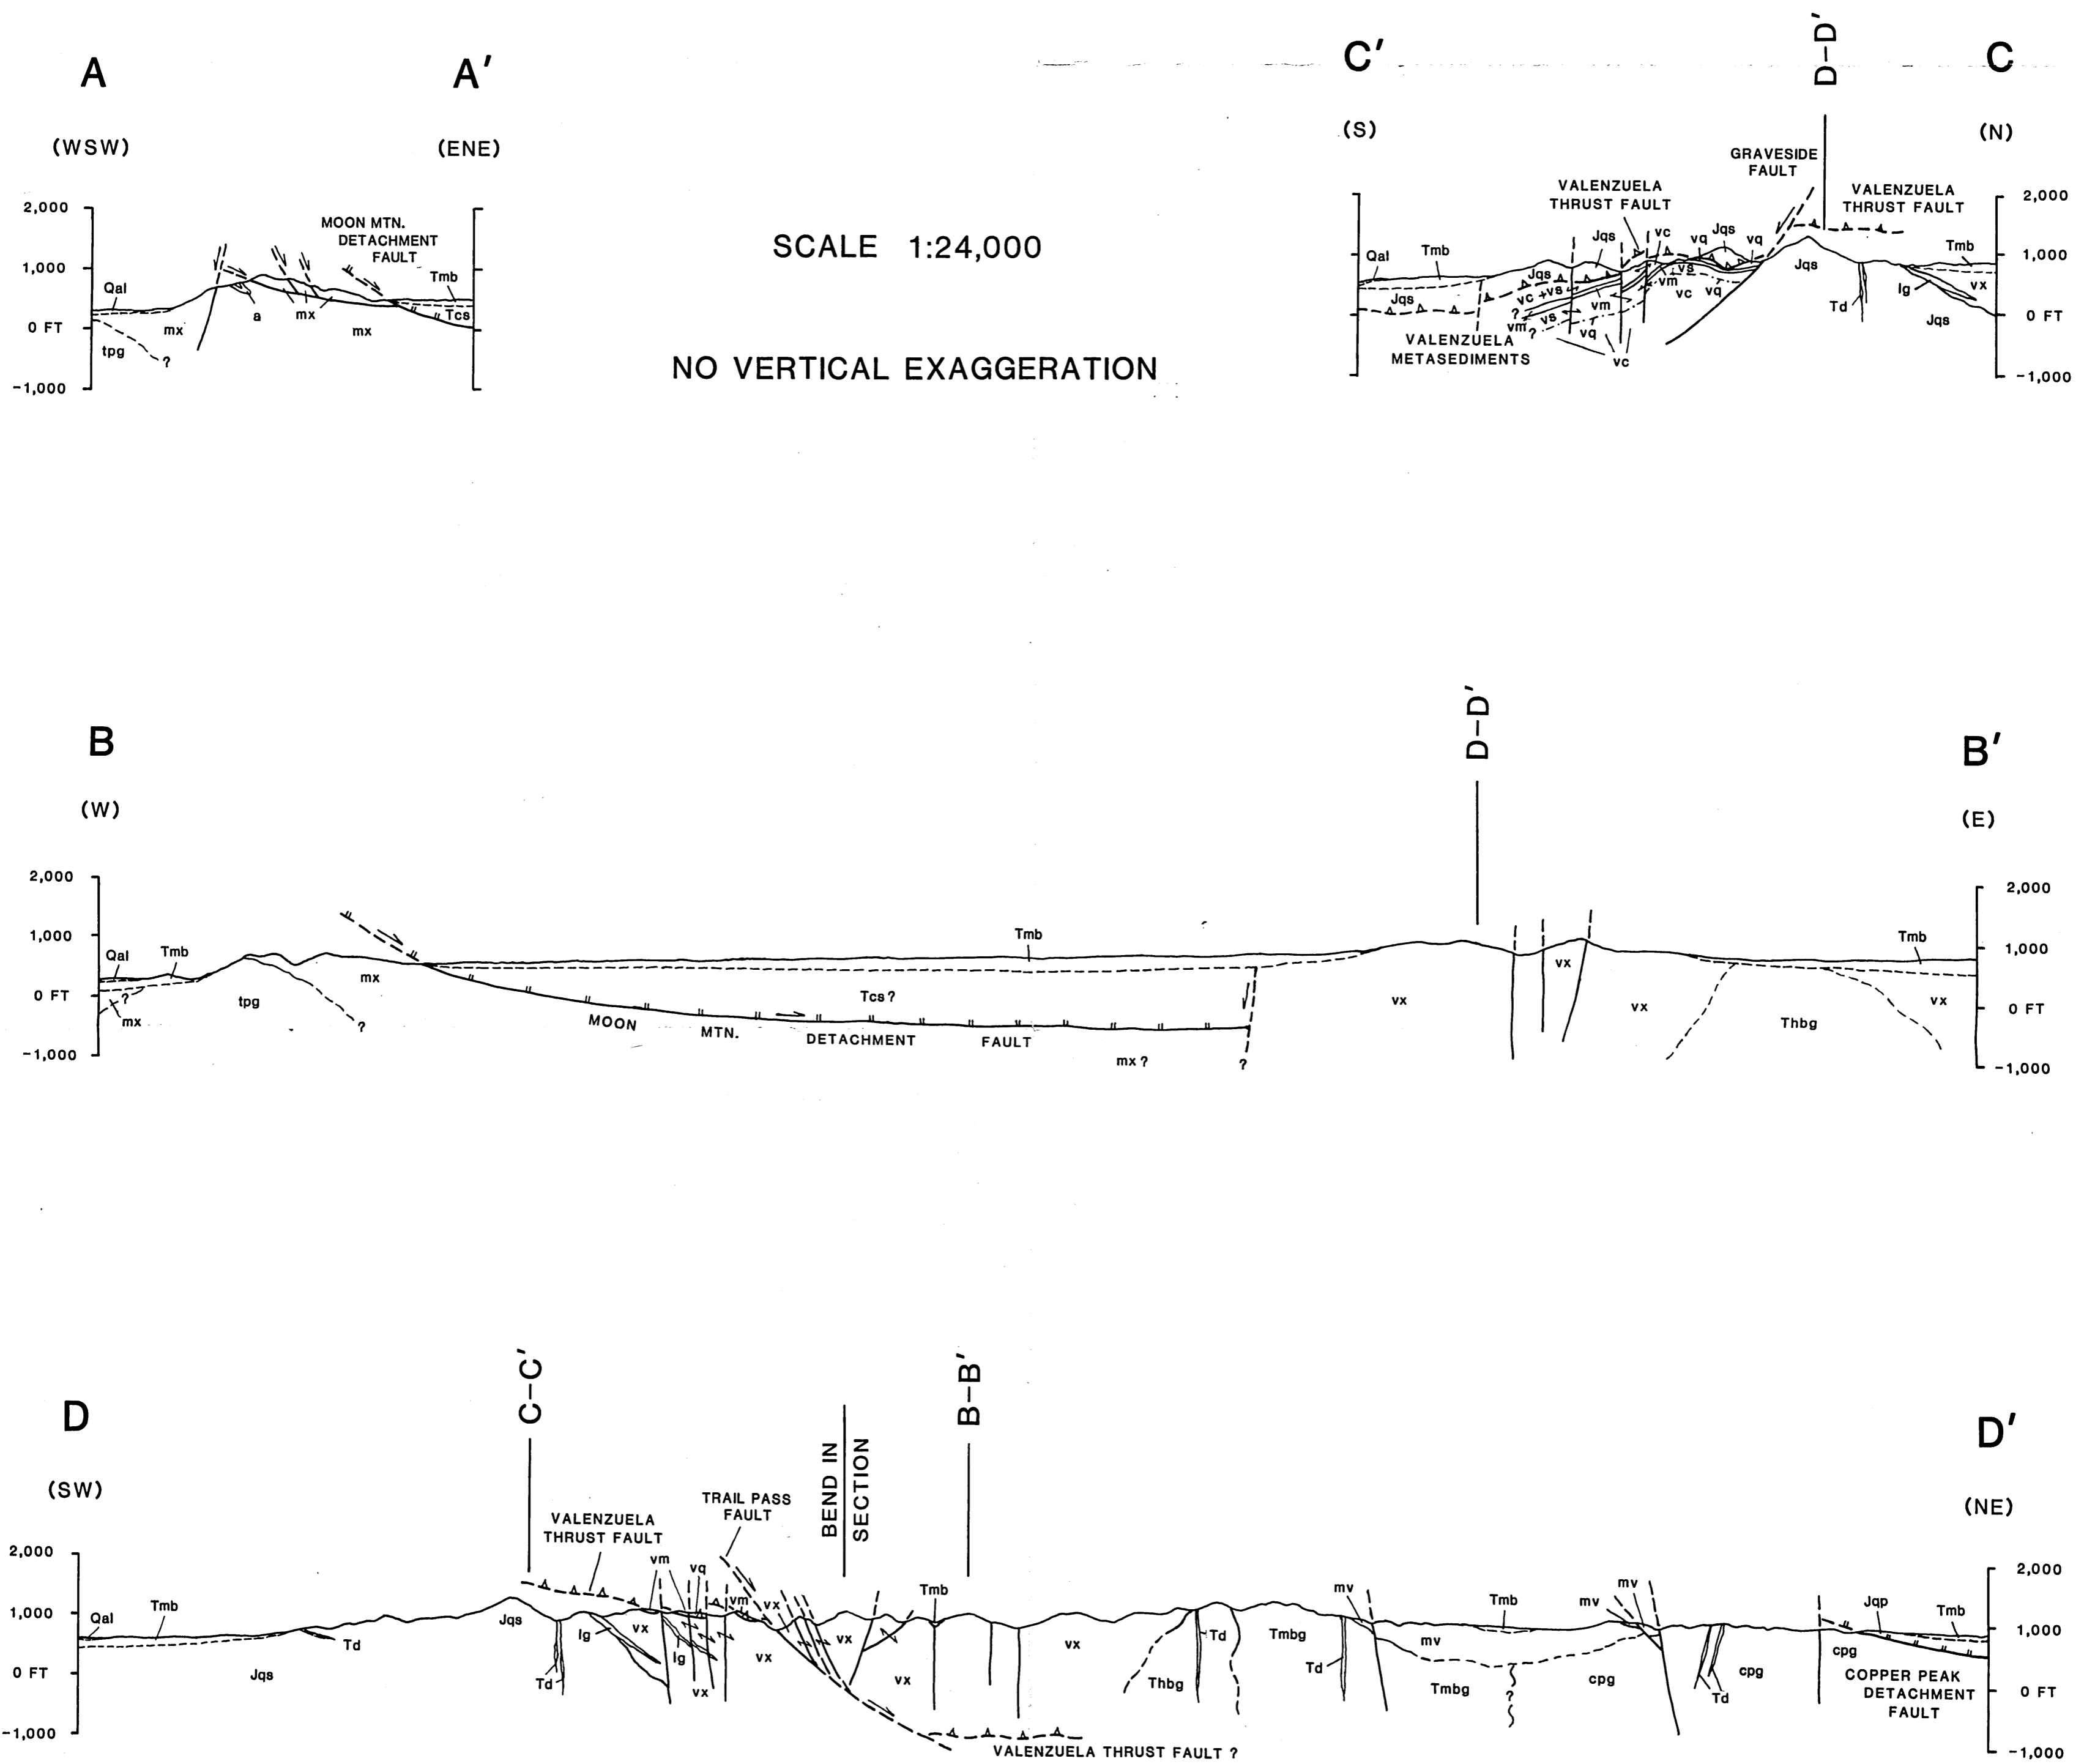 A
A′
(WSW)
(ENE)
2,000
1,000
0 FT
-1,000
MOON MTN.
DETACHMENT
FAULT
Qal
Tmb
Tcs
mx
a
mx
mx
tpg
?
SCALE 1:24,000
NO VERTICAL EXAGGERATION
C′
C
D-D′
(S)
(N)
GRAVESIDE
FAULT
VALENZUELA
THRUST FAULT
VALENZUELA
THRUST FAULT
2,000
1,000
0 FT
-1,000
Qal
Tmb
Jqs
vc
vq
Jqs
vq
Tmb
Jqs
Jqs
vs
vx
Jqs
vc + vs
vm
vc
vq
Td
lg
Jqs
?
vm
vs
vm
?
vq
vc
VALENZUELA
METASEDIMENTS
B
B′
D-D′
(W)
(E)
2,000
1,000
0 FT
-1,000
2,000
1,000
0 FT
-1,000
Qal
Tmb
?
mx
tpg
mx
?
Tmb
Tcs ?
MOON MTN. DETACHMENT FAULT
mx ?
?
vx
vx
vx
Thbg
Tmb
vx
D
D′
C-C′
B-B′
BEND IN
SECTION
(SW)
(NE)
VALENZUELA
THRUST FAULT
TRAIL PASS
FAULT
2,000
1,000
0 FT
-1,000
2,000
1,000
0 FT
-1,000
Qal
Tmb
Td
Jqs
Jqs
Td
lg
vx
vm
vq
vm
lg
vx
vx
vx
vx
vx
Tmb
vx
Thbg
Td
Tmbg
Td
mv
mv
Tmbg
?
Tmb
mv
mv
cpg
Td
cpg
cpg
Jqp
Tmb
COPPER PEAK
DETACHMENT
FAULT
VALENZUELA THRUST FAULT ?